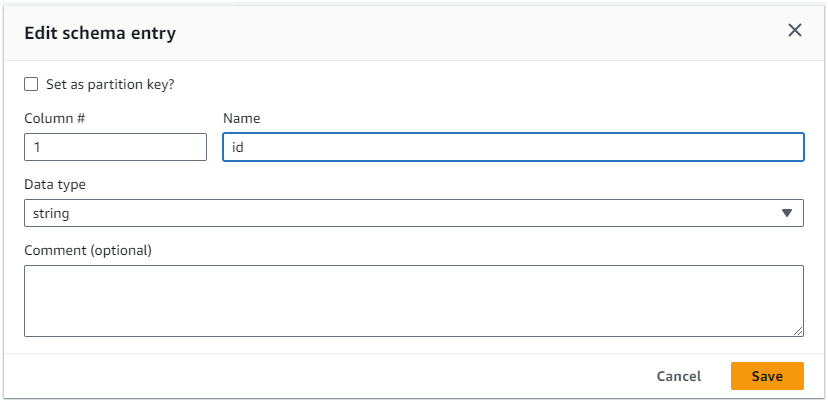 Edit schema entry
Set as partition key?
Column #
Name
1
id
Data type
string
Comment (optional)
Cancel
Save